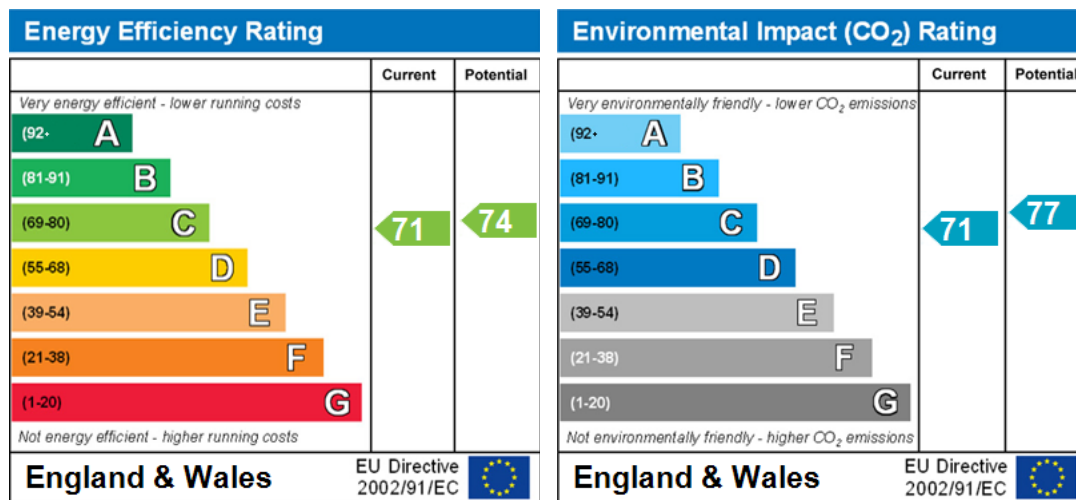 Energy Efficiency Rating
Current Potential
Very energy efficient - lower running costs
(92- A
(81-91) B
(69-80) C
71 74
(55-68) D
(39-54) E
(21-38) F
(1-20) G
Not energy efficient - higher running costs
England & Wales
EU Directive
2002/91/EC
Environmental Impact (CO₂) Rating
Current Potential
Very environmentally friendly - lower CO₂ emissions
(92+ A
(81-91) B
(69-80) C
71 77
(55-68) D
(39-54) E
(21-38) F
(1-20) G
Not environmentally friendly - higher CO₂ emissions
England & Wales
EU Directive
2002/91/EC